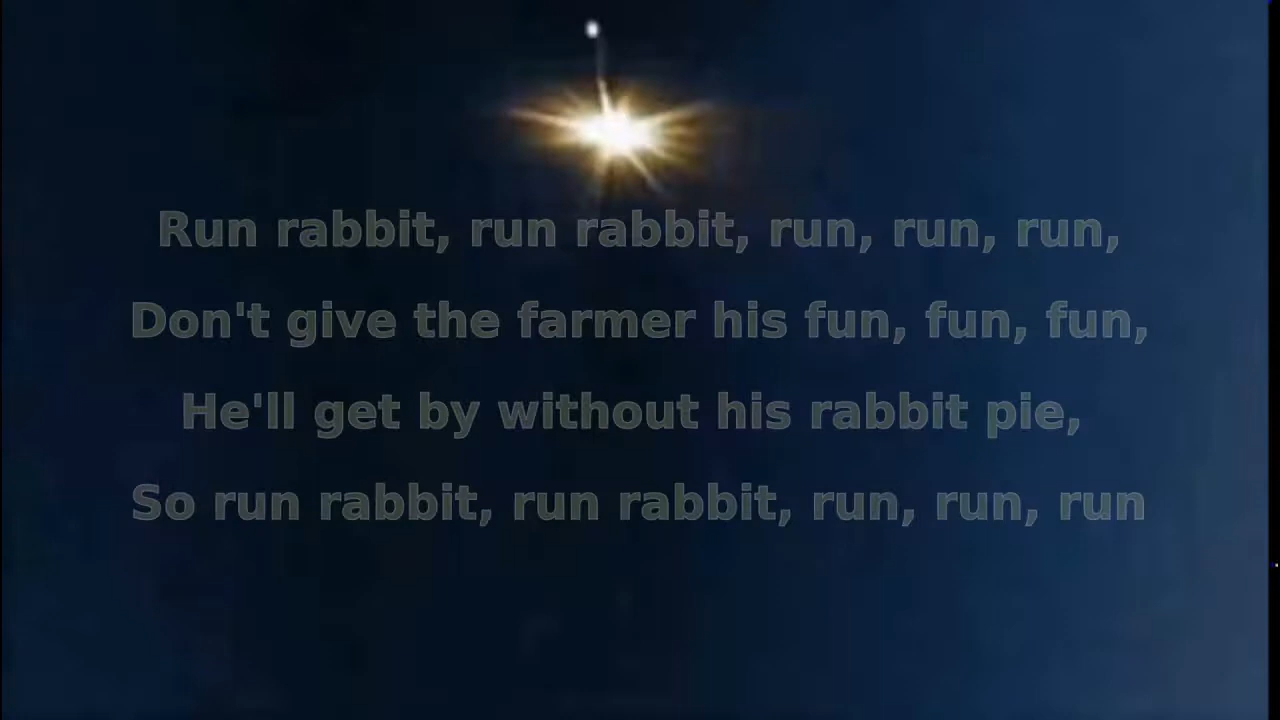 Run rabbit, run rabbit, run, run, run,
Don't give the farmer his fun, fun, fun,
He'll get by without his rabbit pie,
So run rabbit, run rabbit, run, run, run